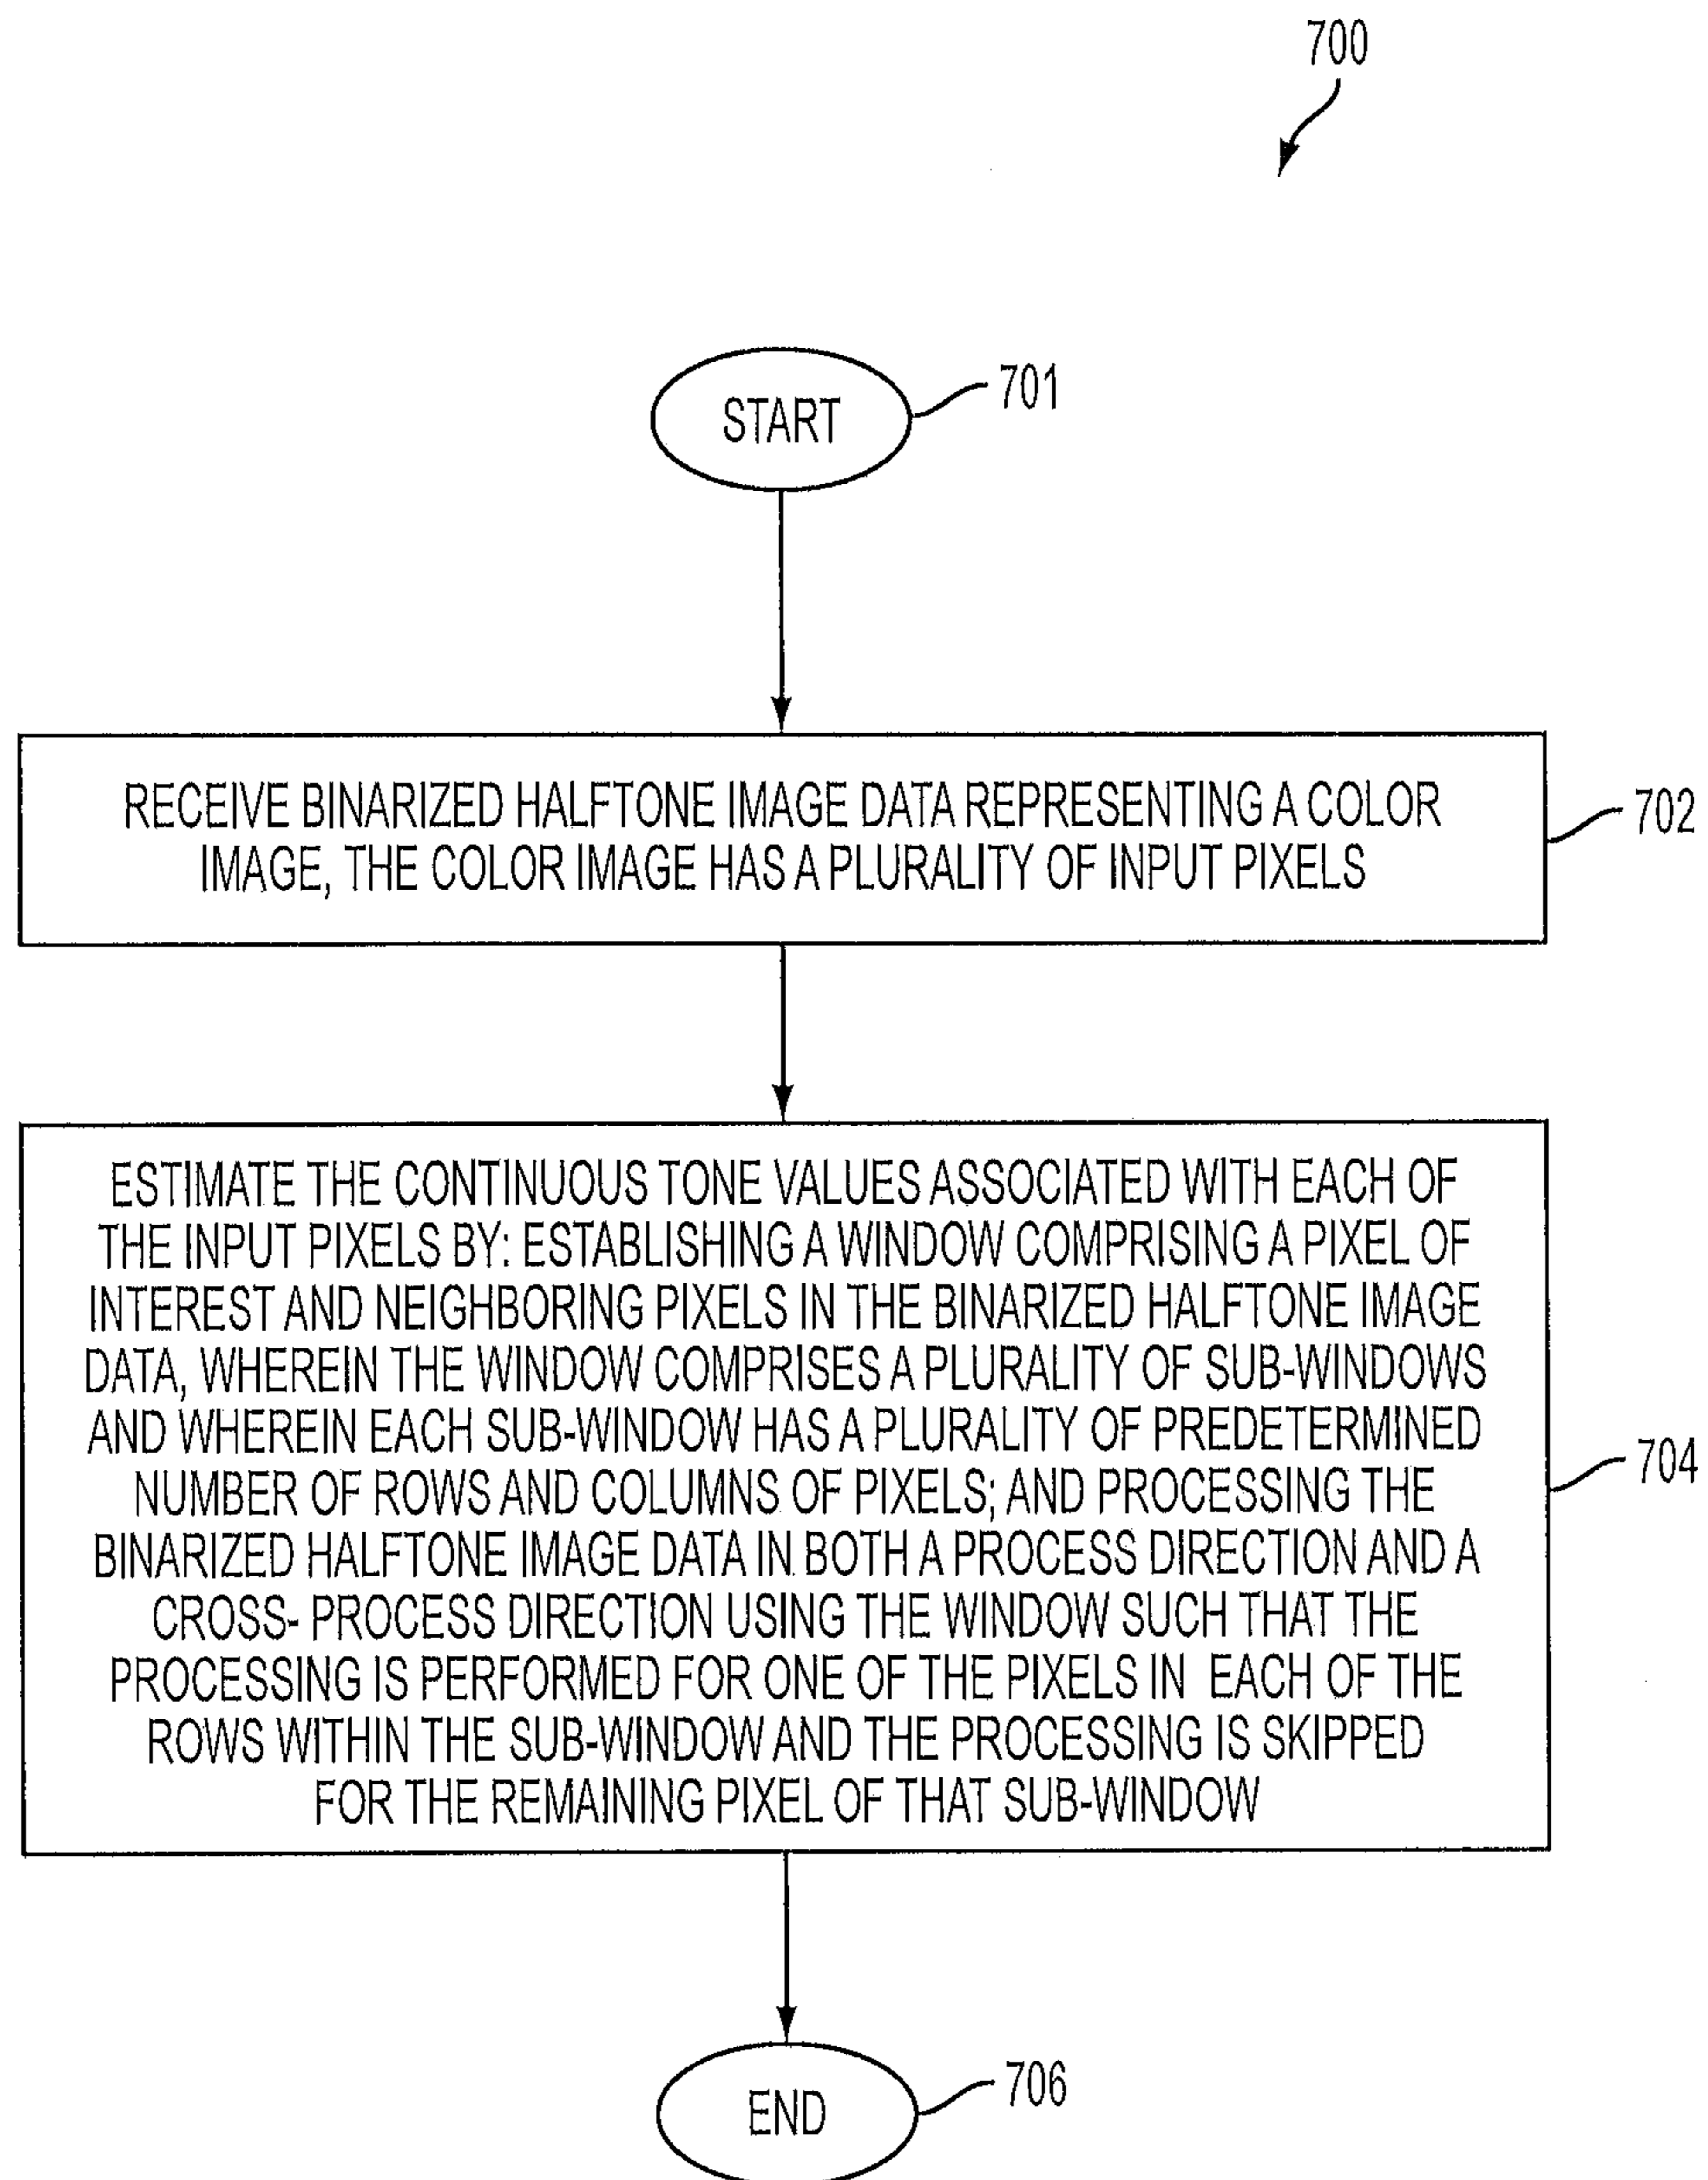 700
START
701
RECEIVE BINARIZED HALFTONE IMAGE DATA REPRESENTING A COLOR
IMAGE, THE COLOR IMAGE HAS A PLURALITY OF INPUT PIXELS
702
ESTIMATE THE CONTINUOUS TONE VALUES ASSOCIATED WITH EACH OF
THE INPUT PIXELS BY: ESTABLISHING A WINDOW COMPRISING A PIXEL OF
INTEREST AND NEIGHBORING PIXELS IN THE BINARIZED HALFTONE IMAGE
DATA, WHEREIN THE WINDOW COMPRISES A PLURALITY OF SUB-WINDOWS
AND WHEREIN EACH SUB-WINDOW HAS A PLURALITY OF PREDETERMINED
NUMBER OF ROWS AND COLUMNS OF PIXELS; AND PROCESSING THE
BINARIZED HALFTONE IMAGE DATA IN BOTH A PROCESS DIRECTION AND A
CROSS- PROCESS DIRECTION USING THE WINDOW SUCH THAT THE
PROCESSING IS PERFORMED FOR ONE OF THE PIXELS IN EACH OF THE
ROWS WITHIN THE SUB-WINDOW AND THE PROCESSING IS SKIPPED
FOR THE REMAINING PIXEL OF THAT SUB-WINDOW
704
END
706